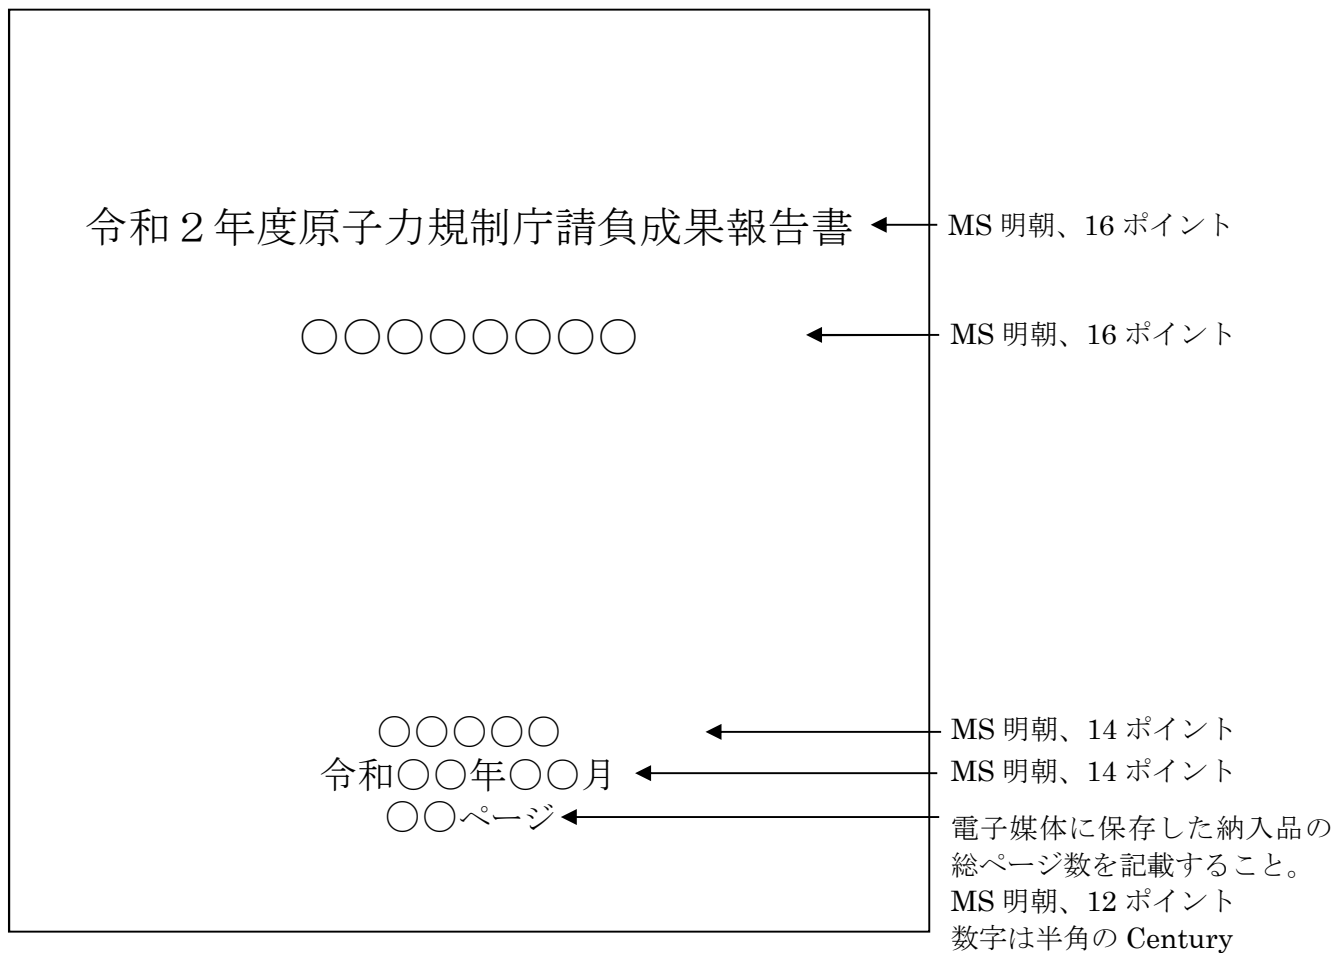 令和２年度原子力規制庁請負成果報告書
MS 明朝、16 ポイント
○○○○○○○○
MS 明朝、16 ポイント
○○○○○
MS 明朝、14 ポイント
令和○○年○○月
MS 明朝、14 ポイント
○○ページ
電子媒体に保存した納入品の
総ページ数を記載すること。
MS 明朝、12 ポイント
数字は半角の Century